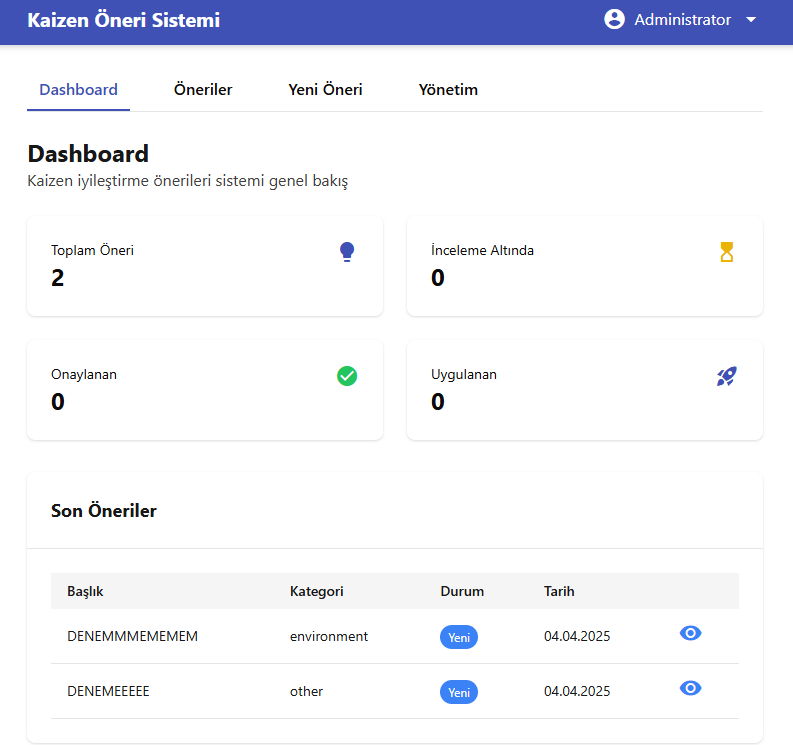 Kaizen Öneri Sistemi
Administrator
Dashboard Öneriler Yeni Öneri Yönetim
Dashboard
Kaizen iyileştirme önerileri sistemi genel bakış
Toplam Öneri
2
İnceleme Altında
0
Onaylanan
0
Uygulanan
0
Son Öneriler
Başlık Kategori Durum Tarih
DENEMMMEMEMEM environment Yeni 04.04.2025
DENEMEEEEE other Yeni 04.04.2025